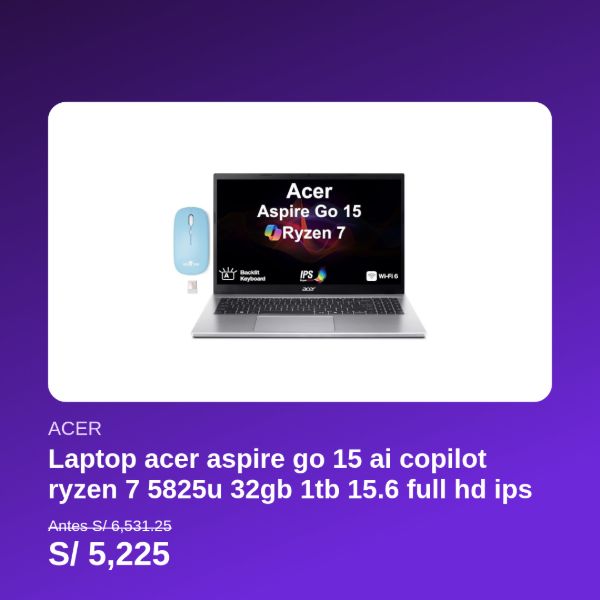 Acer
Aspire Go 15
Ryzen 7
Backlit
Keyboard
IPS
Wi-Fi 6
acer
ACER
Laptop acer aspire go 15 ai copilot
ryzen 7 5825u 32gb 1tb 15.6 full hd ips
Antes S/ 6,531.25
S/ 5,225